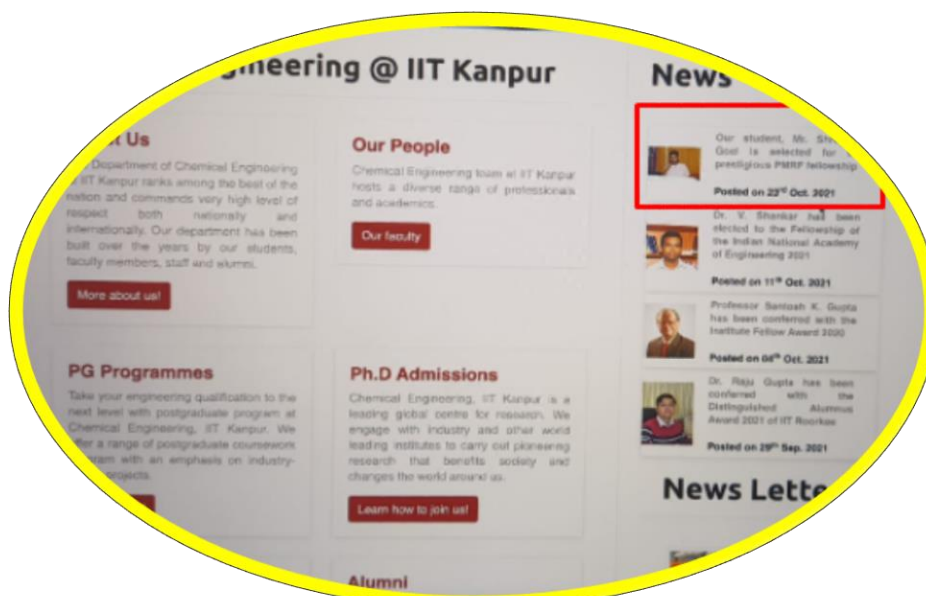 @ IIT Kanpur
News
Us
Department of Chemical Engineering
IIT Kanpur ranks among the best of the
nation and commands very high level of
respect both nationally and
internationally. Our department has been
built over the years by our students,
faculty members, staff and alumni.
More about us!
Our People
Chemical Engineering team at IIT Kanpur
hosts a diverse range of professionals
and academics.
Our faculty
PG Programmes
Take your engineering qualification to the
next level with postgraduate program at
Chemical Engineering, IIT Kanpur. We
a range of postgraduate coursework
with an emphasis on industry-
projects.
Ph.D Admissions
Chemical Engineering, IIT Kanpur is a
leading global centre for research. We
engage with industry and other world
leading institutes to carry out pioneering
research that benefits society and
changes the world around us.
Learn how to join us!
Alumni
Our student, Mr.
is selected for
prestigious PMRF fellowship
Posted on 22nd Oct. 2021
Dr. V. Shankar has been
elected to the Fellowship of
the Indian National Academy
of Engineering 2021
Posted on 11th Oct. 2021
Professor Santosh K. Gupta
has been conferred with the
Institute Fellow Award 2020
Posted on 04th Oct. 2021
Dr. Raju Gupta has been
conferred with the
Distinguished Alumnus
Award 2021 of IIT Roorkee
Posted on 29th Sep. 2021
News